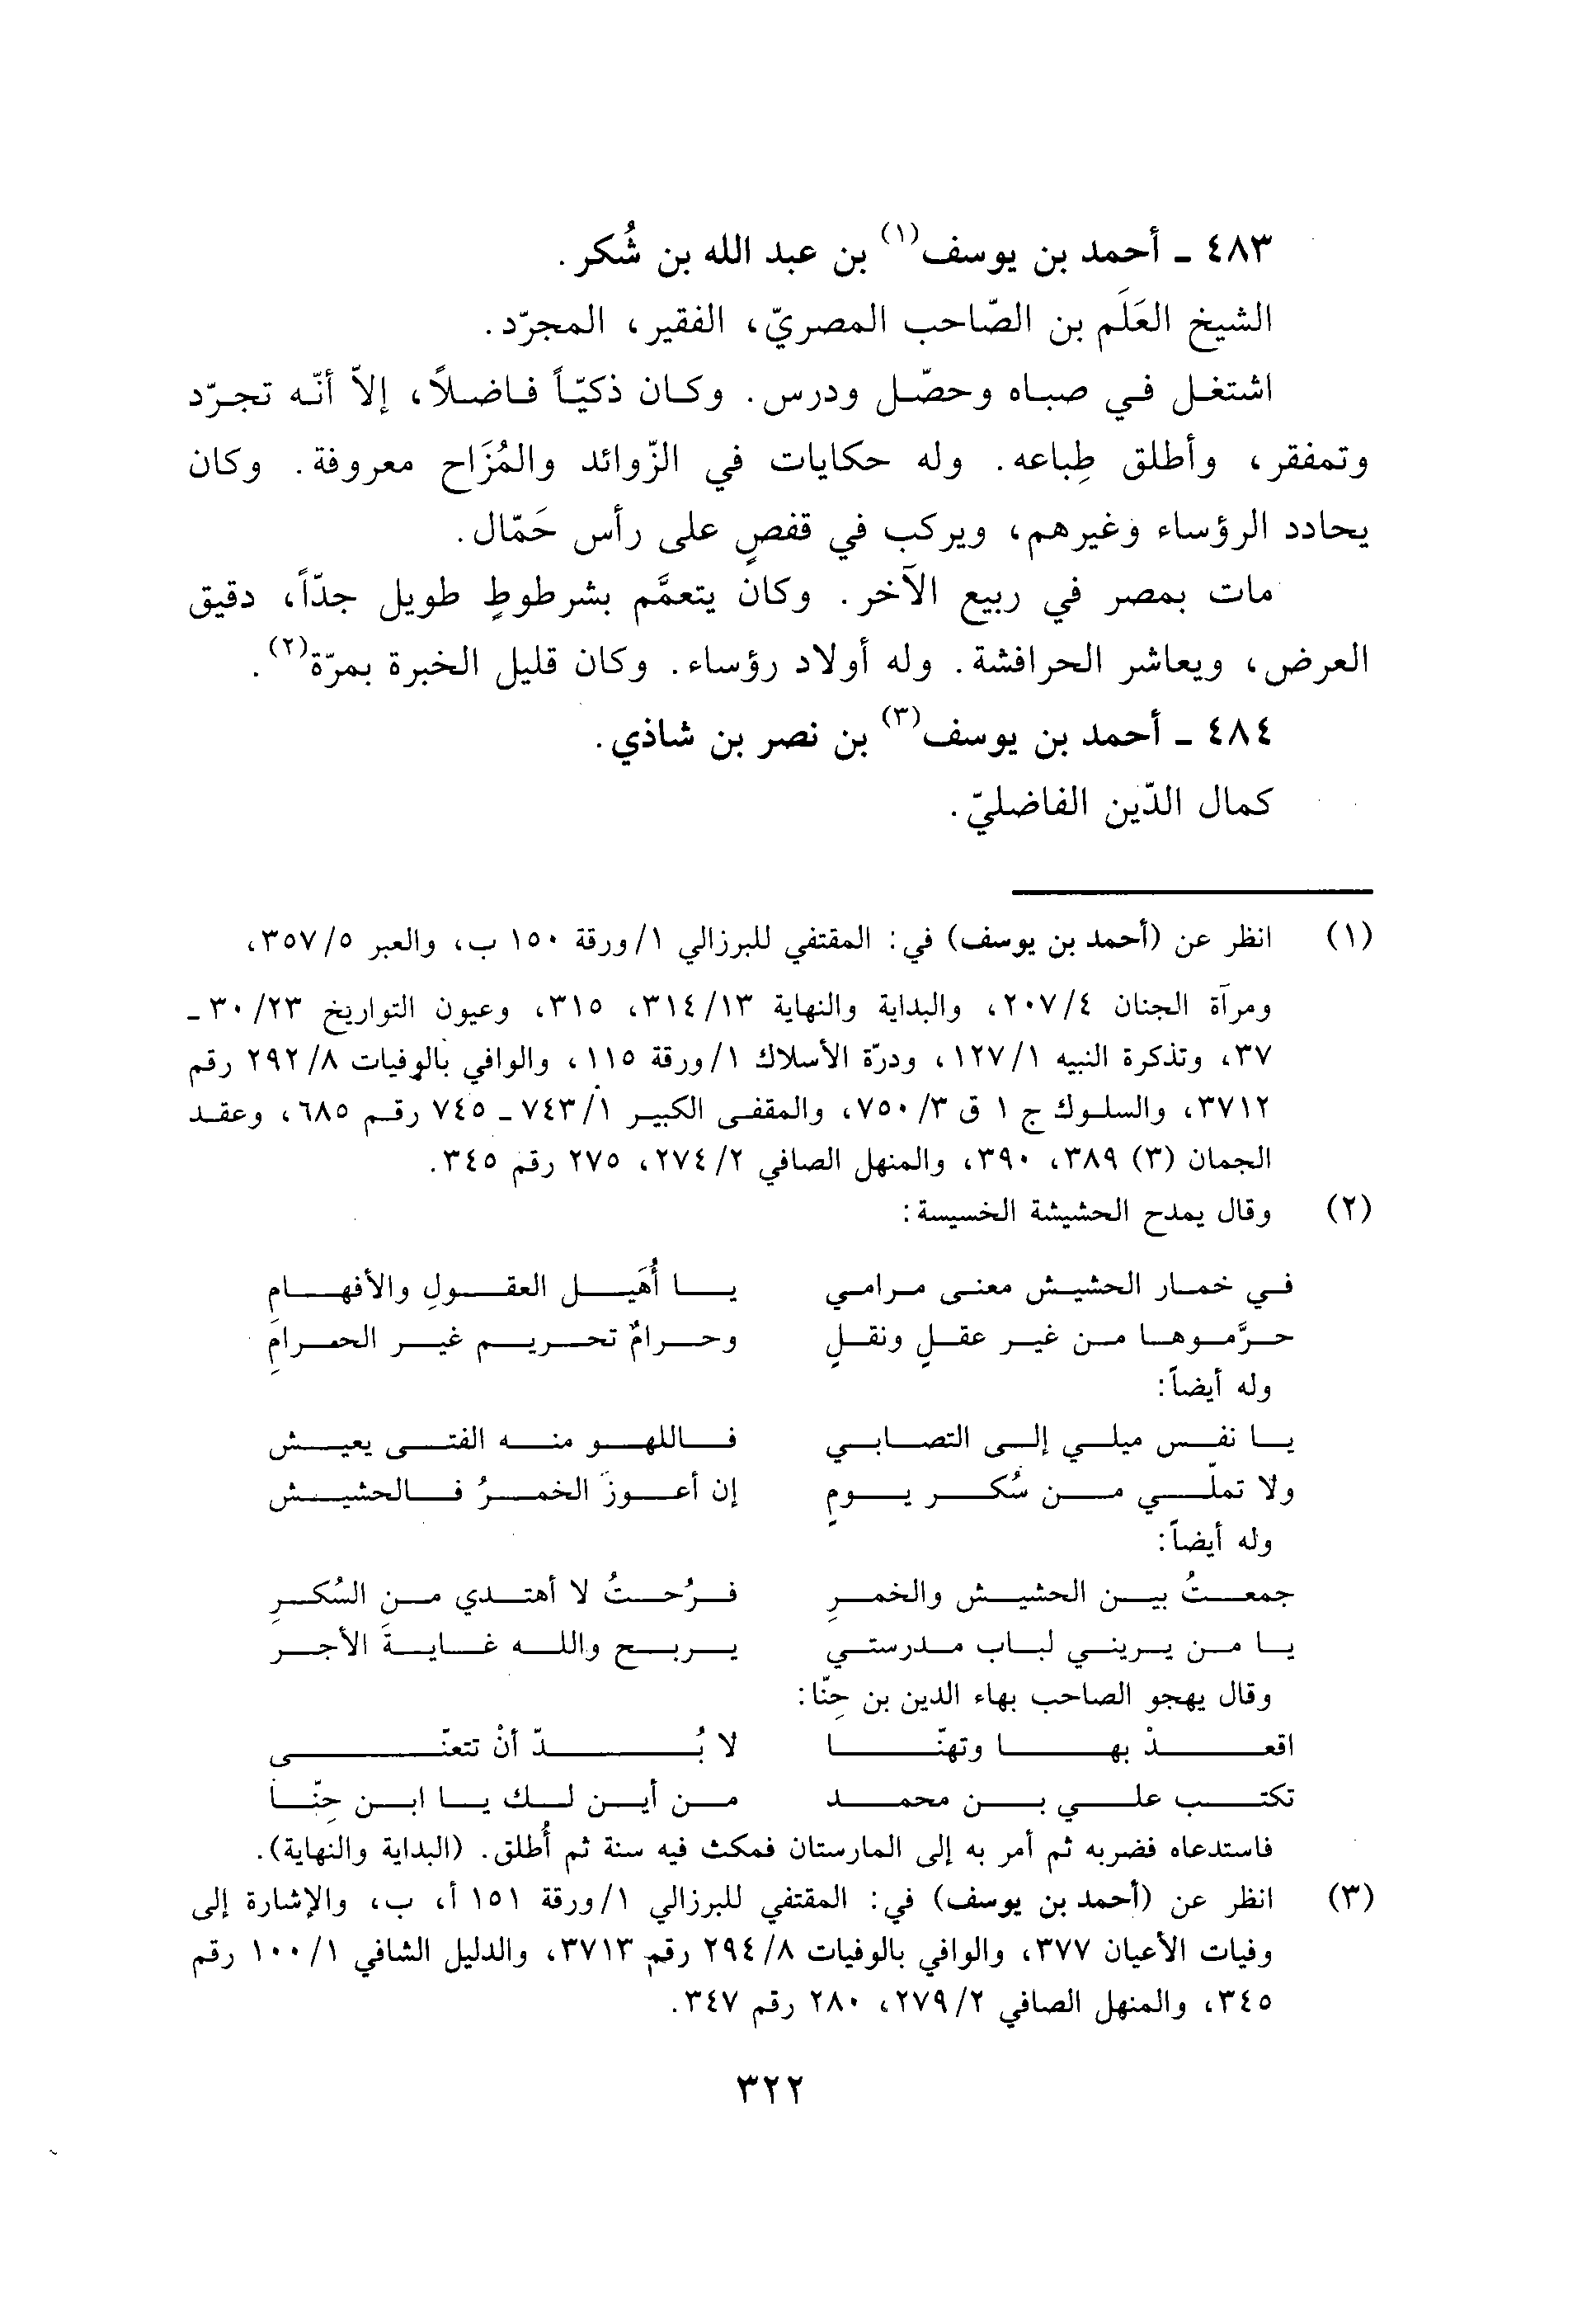 ٤٨٣ ـ أحمد بن يوسف(١) بن عبد الله بن شُكر.
الشيخ العَلَم بن الصّاحب المصريّ، الفقير، المجرّد.
اشتغل في صباه وحصّل ودرس. وكان ذكيّاً فاضلاً، إلاّ أنّه تجرّد
وتمفقر، وأطلق طِباعه. وله حكايات في الزّوائد والمُزَاح معروفة. وكان
يحادد الرؤساء وغيرهم، ويركب في قفصٍ على رأس حَمّال.
مات بمصر في ربيع الآخر. وكان يتعمَّم بشرطوطٍ طويل جدّاً، دقيق
العرض، ويعاشر الحرافشة. وله أولاد رؤساء. وكان قليل الخبرة بمرّة(٢).
٤٨٤ ـ أحمد بن يوسف(٣) بن نصر بن شاذي.
كمال الدّين الفاضليّ.
(١) انظر عن (أحمد بن يوسف) في: المقتفي للبرزالي ١/ورقة ١٥٠ ب، والعبر ٥/٣٥٧،
ومرآة الجنان ٤/٢٠٧، والبداية والنهاية ١٣/٣١٤، ٣١٥، وعيون التواريخ ٢٣/٣٠ ـ
٣٧، وتذكرة النبيه ١/١٢٧، ودرّة الأسلاك ١/ورقة ١١٥، والوافي بالوفيات ٨/٢٩٢ رقم
٣٧١٢، والسلوك ج ١ ق ٣/٧٥٠، والمقفى الكبير ١/٧٤٣ ـ ٧٤٥ رقم ٦٨٥، وعقد
الجمان (٣) ٣٨٩، ٣٩٠، والمنهل الصافي ٢/٢٧٤، ٢٧٥ رقم ٣٤٥.
(٢) وقال يمدح الحشيشة الخسيسة:
في خمار الحشيش معنى مرامي يا أُهَيل العقولِ والأفهامِ
حرَّموها من غير عقلٍ ونقلٍ وحرامٌ تحريم غير الحرامِ
وله أيضاً:
يا نفس ميلي إلى التصابي فاللهو منه الفتى يعيش
ولا تملّي من سُكر يومٍ إن أعوزَ الخمرُ فالحشيش
وله أيضاً:
جمعتُ بين الحشيش والخمرِ فرُحتُ لا أهتدي من السُكرِ
يا من يريني لباب مدرستي يربح والله غايةَ الأجر
وقال يهجو الصاحب بهاء الدين بن حِنّا:
اقعدْ بها وتهنّا لا بُدّ أنْ تتعنّى
تكتب علي بن محمد من أين لك يا ابن حِنّا
فاستدعاه فضربه ثم أمر به إلى المارستان فمكث فيه سنة ثم أُطلق. (البداية والنهاية).
(٣) انظر عن (أحمد بن يوسف) في: المقتفي للبرزالي ١/ورقة ١٥١ أ، ب، والإشارة إلى
وفيات الأعيان ٣٧٧، والوافي بالوفيات ٨/٢٩٤ رقم ٣٧١٣، والدليل الشافي ١/١٠٠ رقم
٣٤٥، والمنهل الصافي ٢/٢٧٩، ٢٨٠ رقم ٣٤٧.
٣٢٢